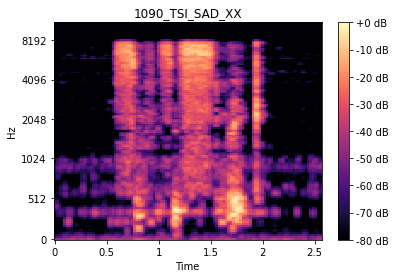 1090_TSI_SAD_XX
8192
4096
2048
1024
512
0
Hz
0
0.5
1
1.5
2
2.5
Time
+0 dB
-10 dB
-20 dB
-30 dB
-40 dB
-50 dB
-60 dB
-70 dB
-80 dB